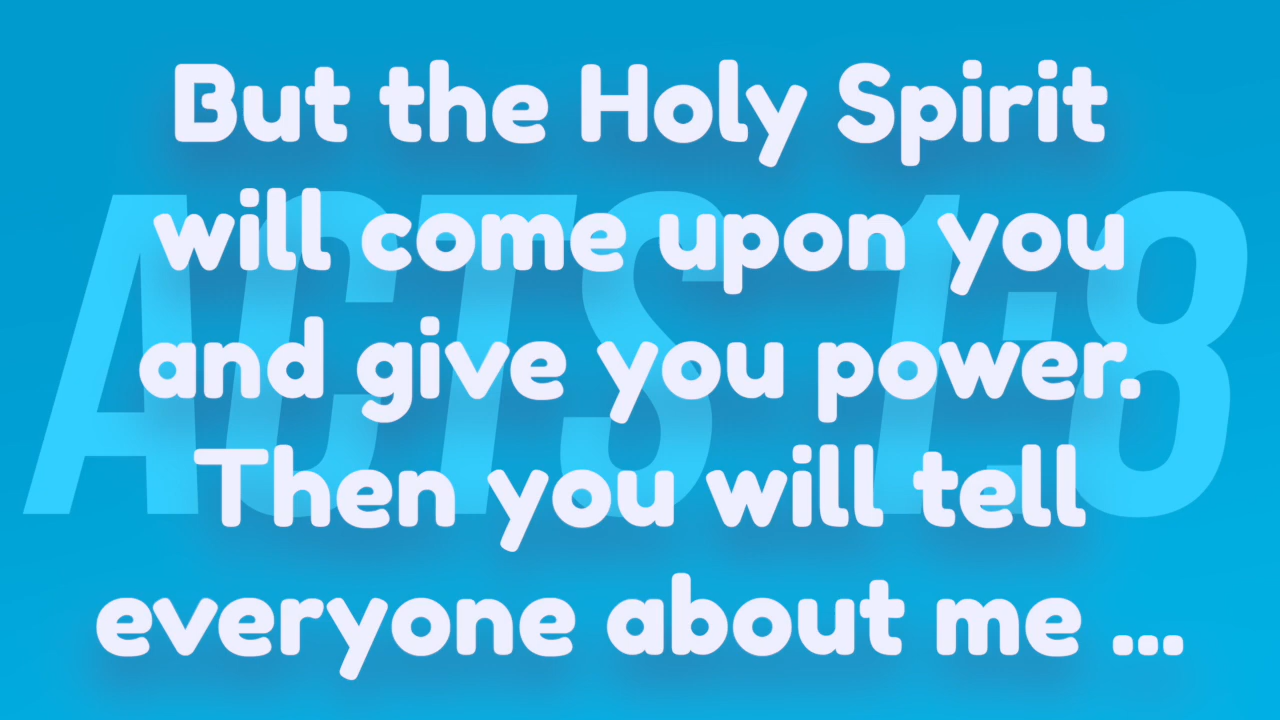 But the Holy Spirit
will come upon you
and give you power.
Then you will tell
everyone about me ...
ACTS 1:8